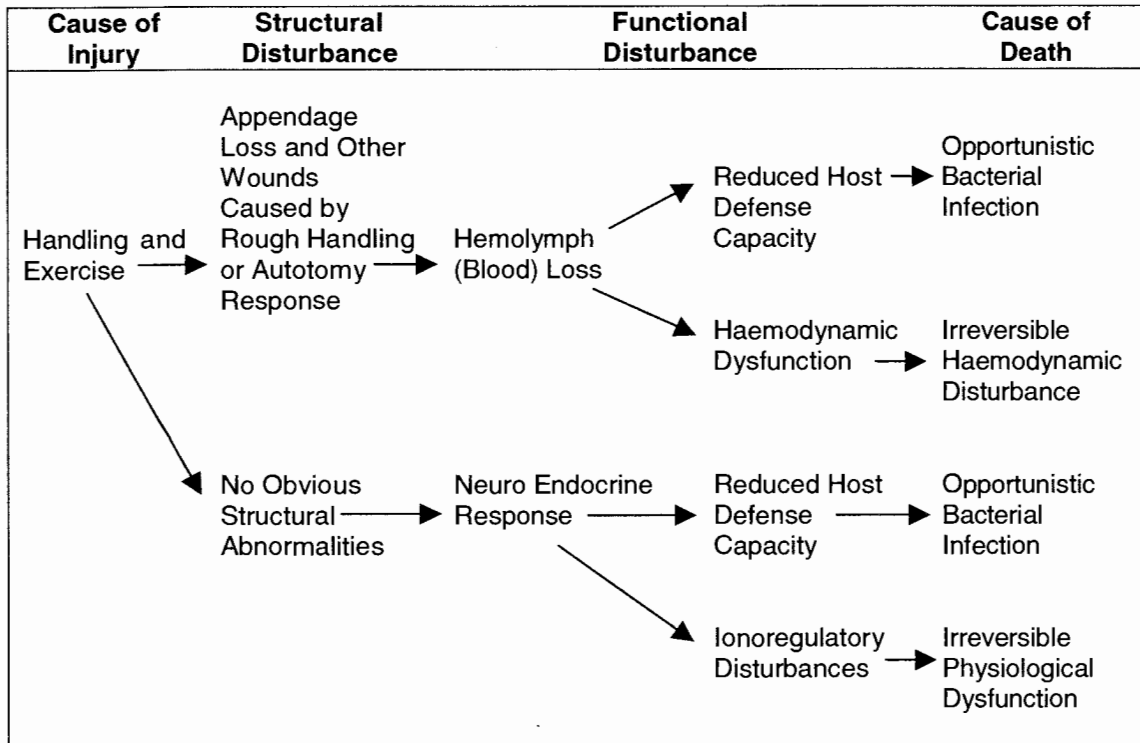 Cause of Injury
Structural Disturbance
Functional Disturbance
Cause of Death
Handling and
Exercise
Appendage
Loss and Other
Wounds
Caused by
Rough Handling
or Autotomy
Response
Hemolymph
(Blood) Loss
Reduced Host
Defense
Capacity
Opportunistic
Bacterial
Infection
Haemodynamic
Dysfunction
Irreversible
Haemodynamic
Disturbance
No Obvious
Structural
Abnormalities
Neuro Endocrine
Response
Reduced Host
Defense
Capacity
Opportunistic
Bacterial
Infection
Ionoregulatory
Disturbances
Irreversible
Physiological
Dysfunction